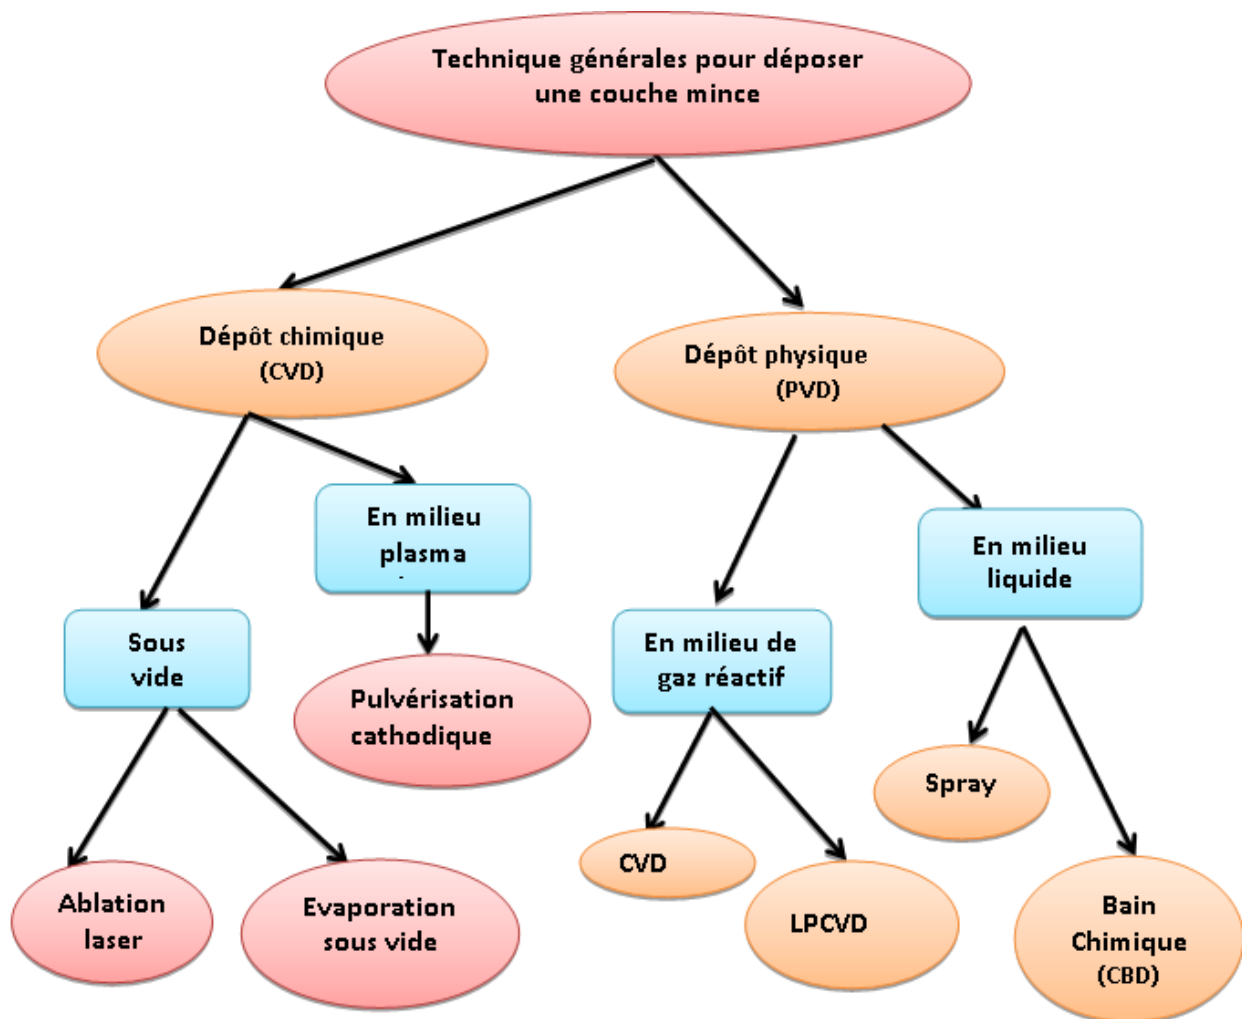 Technique générales pour déposer
une couche mince
Dépôt chimique
(CVD)
Dépôt physique
(PVD)
En milieu
plasma
En milieu
liquide
Sous
vide
En milieu de
gaz réactif
Pulvérisation
cathodique
Spray
CVD
Ablation
laser
Evaporation
sous vide
LPCVD
Bain
Chimique
(CBD)